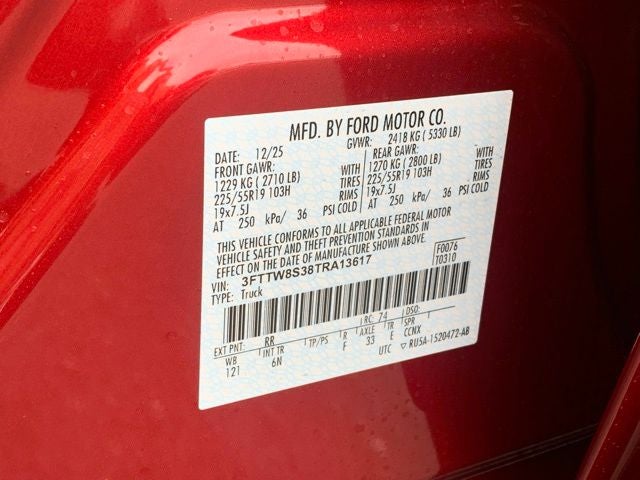 MFD. BY FORD MOTOR CO.
DATE: 12/25 GVWR: 2418 KG ( 5330 LB)
FRONT GAWR: REAR GAWR:
1229 KG ( 2710 LB) WITH 1270 KG ( 2800 LB) WITH
225/55R19 103H TIRES 225/55R19 103H TIRES
19x7.5J RIMS 19x7.5J RIMS
AT 250 kPa/ 36 PSI COLD AT 250 kPa/ 36 PSI COLD
THIS VEHICLE CONFORMS TO ALL APPLICABLE FEDERAL MOTOR
VEHICLE SAFETY AND THEFT PREVENTION STANDARDS IN
EFFECT ON THE DATE OF MANUFACTURE SHOWN ABOVE.
VIN: 3FTTW8S38TRA13617 F0076
TYPE: Truck T0310
EXT PNT: RR RC: 74 DSO:
WB INT TR TP/PS R AXLE TR SPR
121 6N F 33 E CCNX
UTC ▽ RU5A-1520472-AB